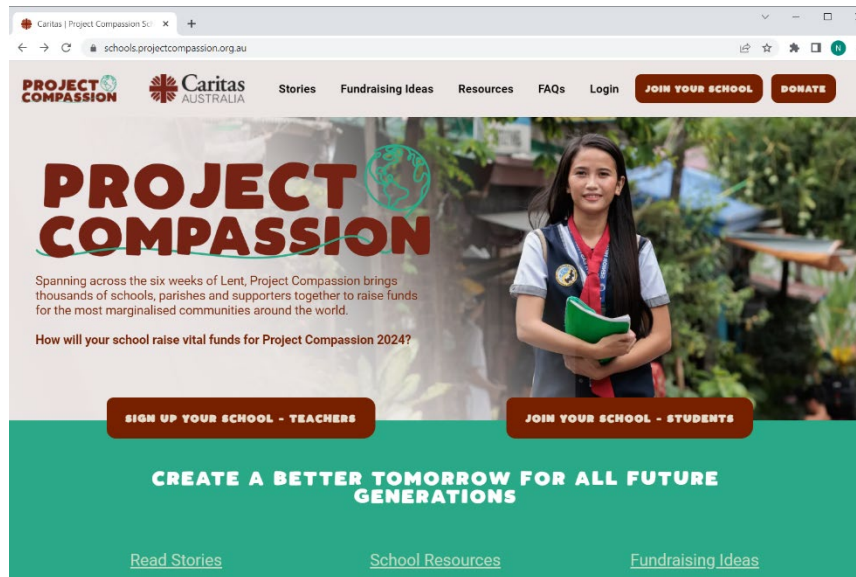 Caritas | Project Compassion Sch
schools.projectcompassion.org.au
N
PROJECT
COMPASSION
Caritas
AUSTRALIA
Stories
Fundraising Ideas
Resources
FAQs
Login
JOIN YOUR SCHOOL
DONATE
PROJECT
COMPASSION
Spanning across the six weeks of Lent, Project Compassion brings
thousands of schools, parishes and supporters together to raise funds
for the most marginalised communities around the world.
How will your school raise vital funds for Project Compassion 2024?
SIGN UP YOUR SCHOOL - TEACHERS
JOIN YOUR SCHOOL - STUDENTS
CREATE A BETTER TOMORROW FOR ALL FUTURE
GENERATIONS
Read Stories
School Resources
Fundraising Ideas